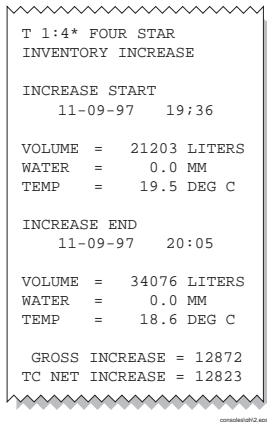 T 1:4* FOUR STAR
INVENTORY INCREASE
INCREASE START
11-09-97 19;36
VOLUME = 21203 LITERS
WATER = 0.0 MM
TEMP = 19.5 DEG C
INCREASE END
11-09-97 20:05
VOLUME = 34076 LITERS
WATER = 0.0 MM
TEMP = 18.6 DEG C
GROSS INCREASE = 12872
TC NET INCREASE = 12823